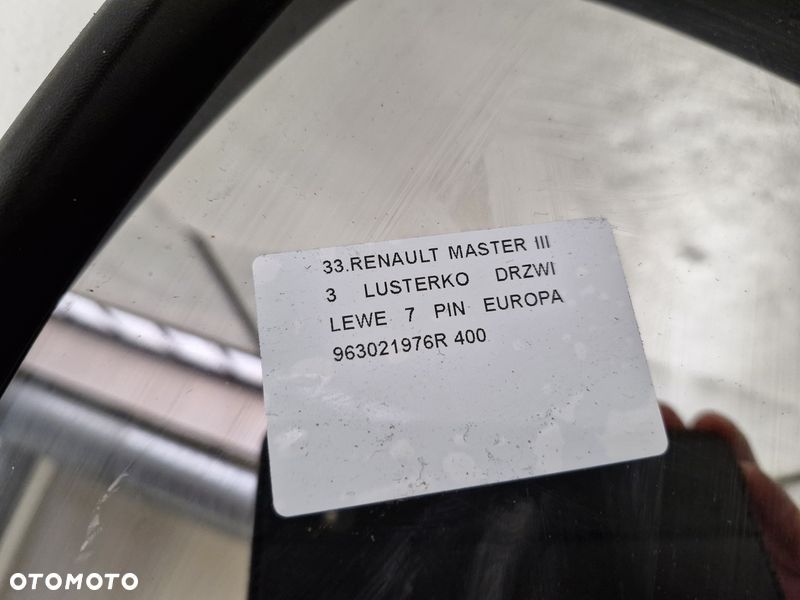 33.RENAULT MASTER III
3 LUSTERKO DRZWI
LEWE 7 PIN EUROPA
963021976R 400
OTOMOTO